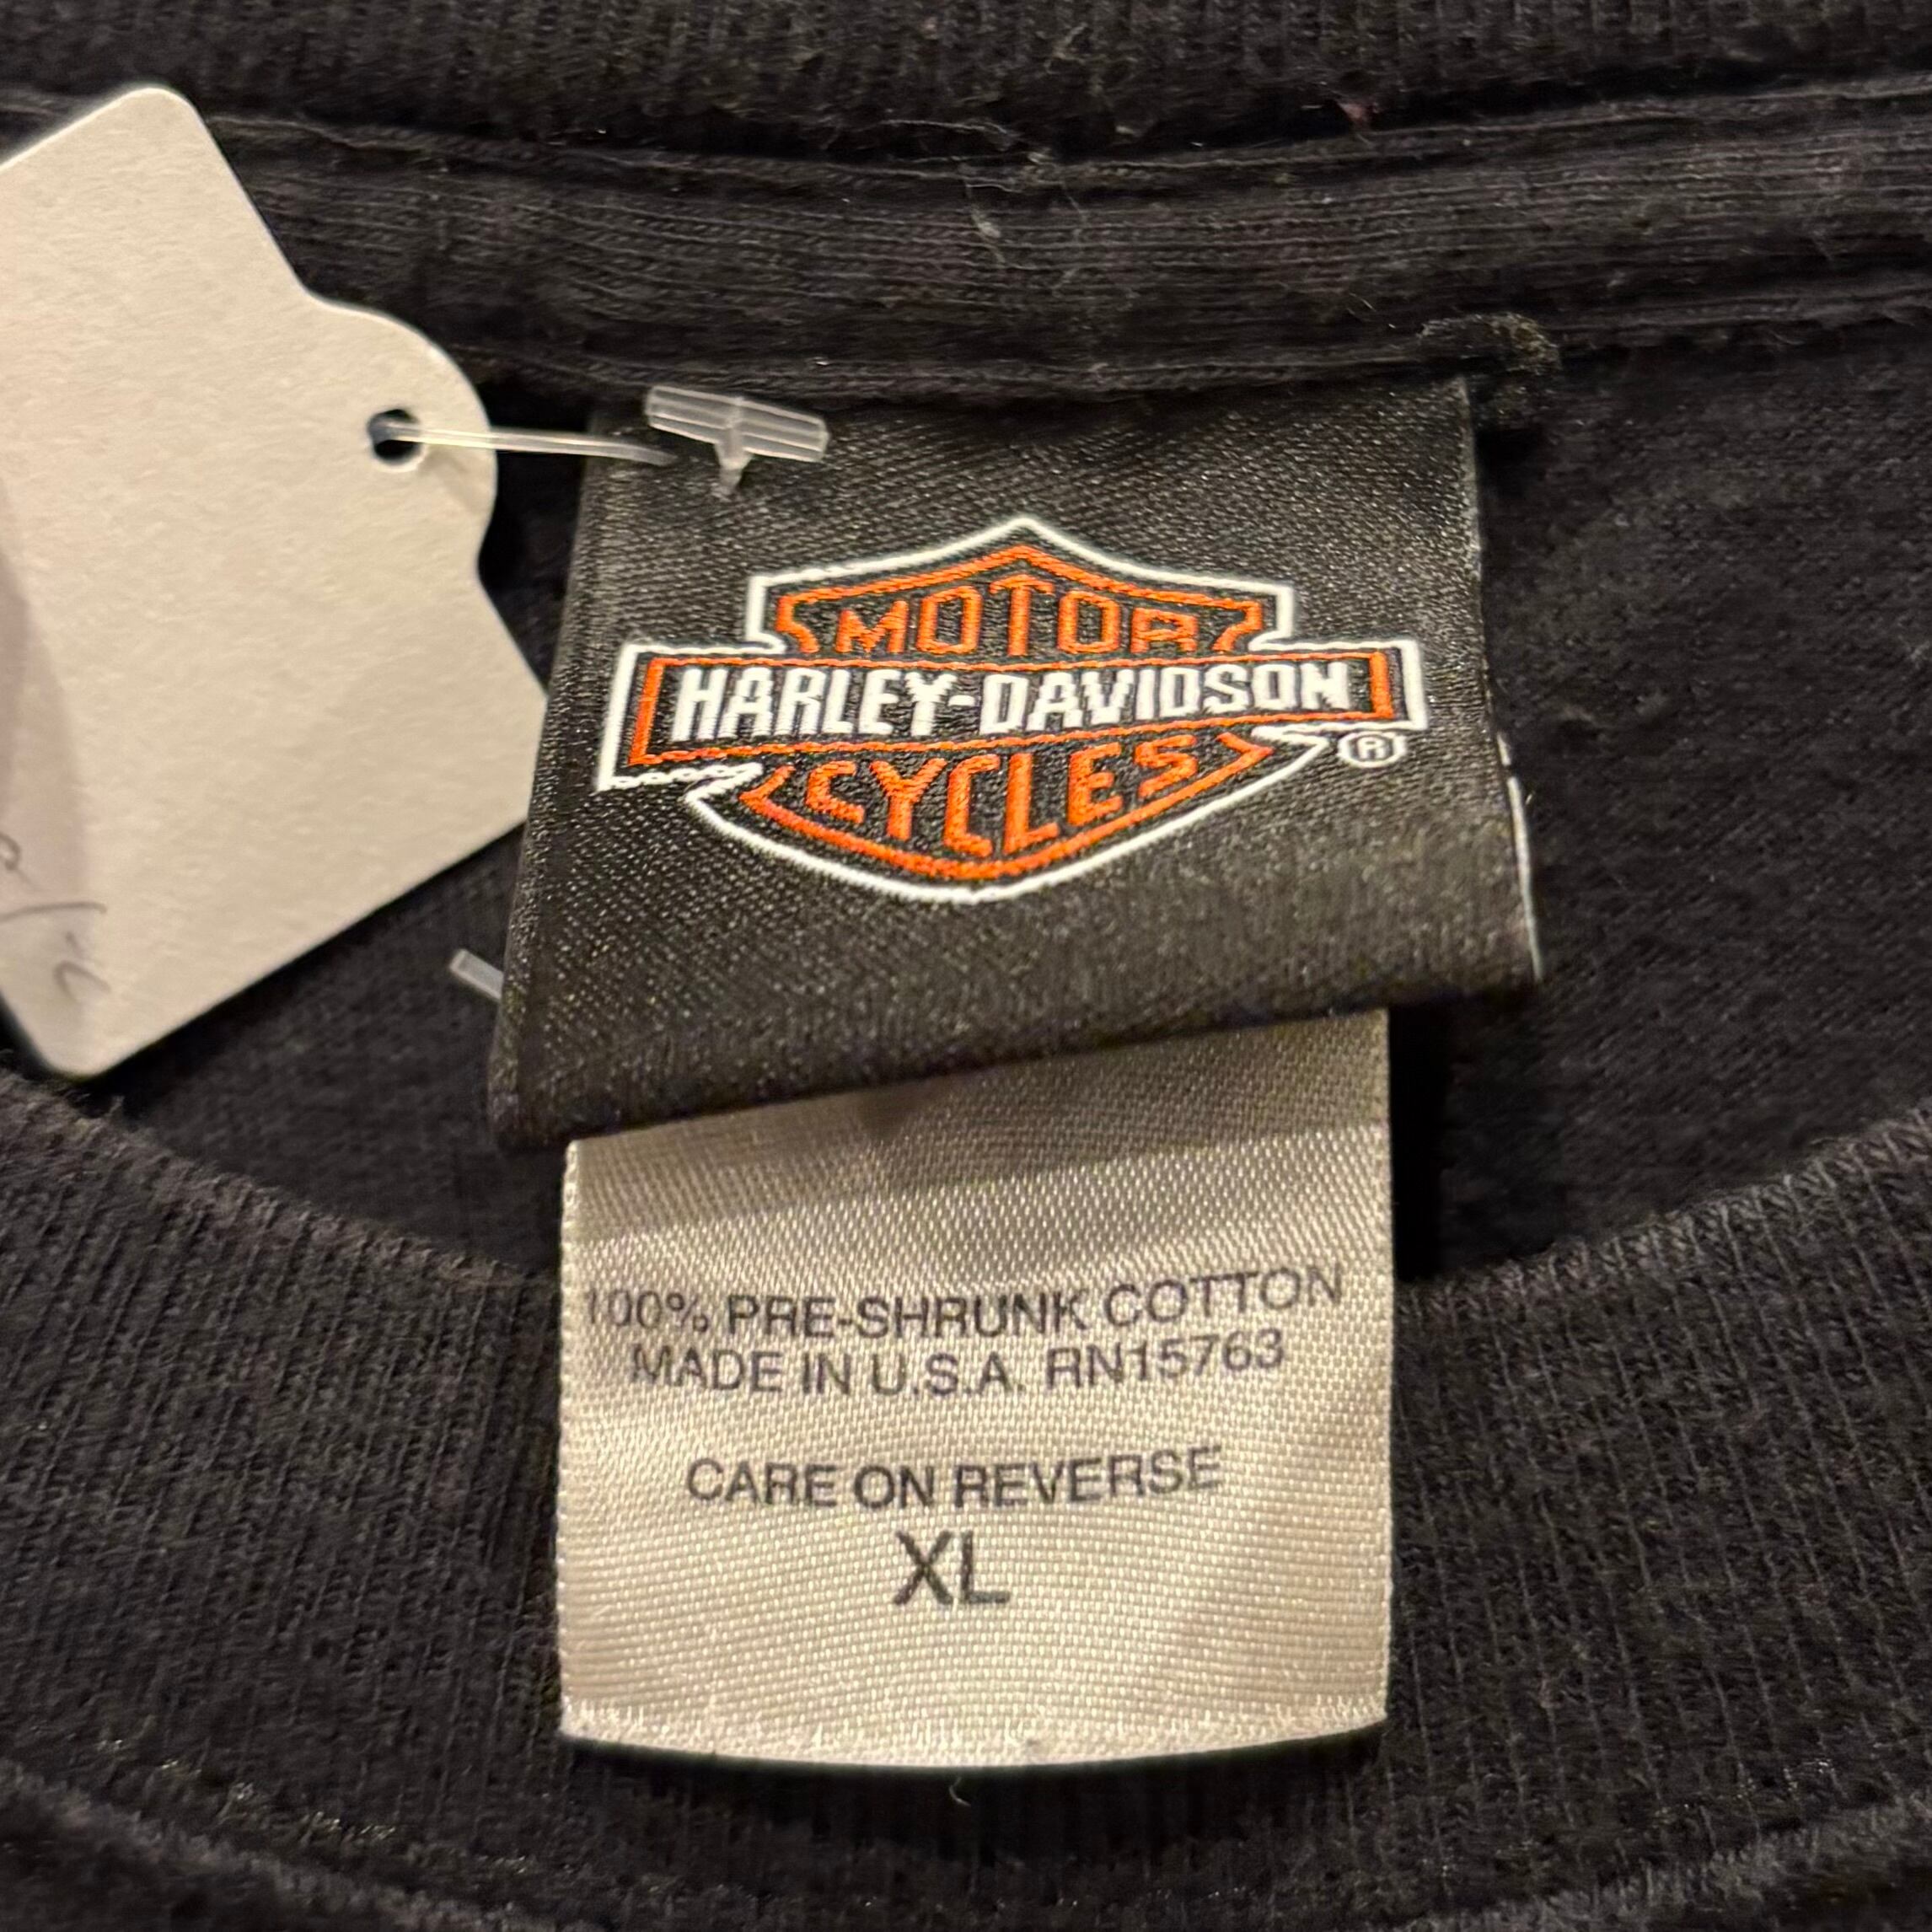 MOTOR
HARLEY-DAVIDSON
®
CYCLES
100% PRE-SHRUNK COTTON
MADE IN U.S.A. RN15763
CARE ON REVERSE
XL